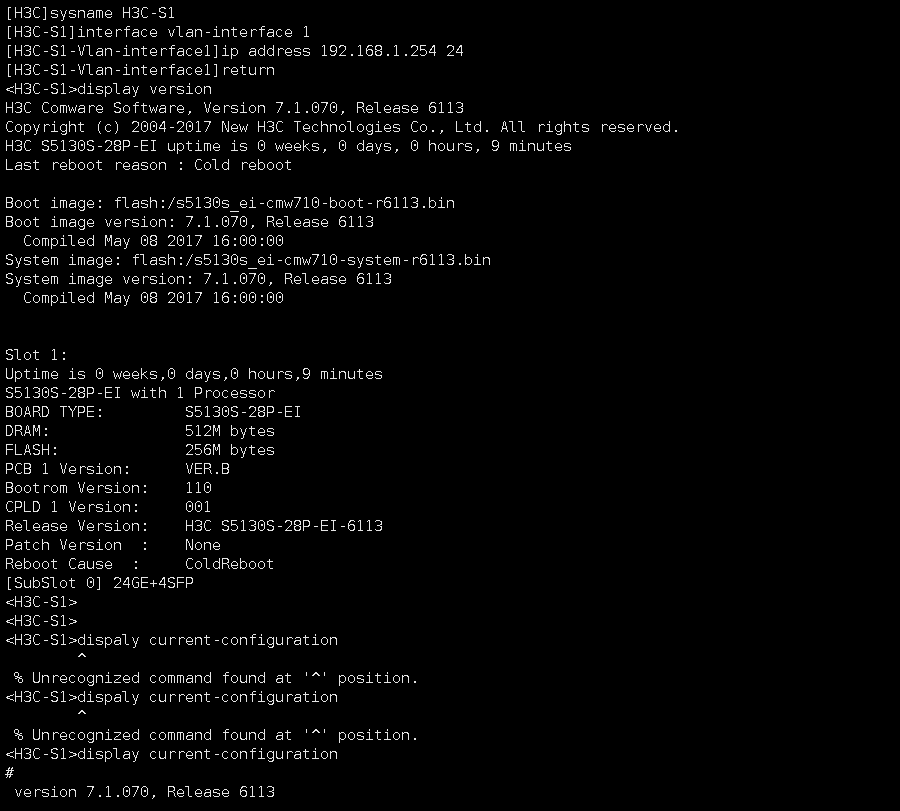 [H3C]sysname H3C-S1
[H3C-S1]interface vlan-interface 1
[H3C-S1-Vlan-interface1]ip address 192.168.1.254 24
[H3C-S1-Vlan-interface1]return
<H3C-S1>display version
H3C Comware Software, Version 7.1.070, Release 6113
Copyright (c) 2004-2017 New H3C Technologies Co., Ltd. All rights reserved.
H3C S5130S-28P-EI uptime is 0 weeks, 0 days, 0 hours, 9 minutes
Last reboot reason : Cold reboot

Boot image: flash:/s5130s_ei-cmw710-boot-r6113.bin
Boot image version: 7.1.070, Release 6113
  Compiled May 08 2017 16:00:00
System image: flash:/s5130s_ei-cmw710-system-r6113.bin
System image version: 7.1.070, Release 6113
  Compiled May 08 2017 16:00:00


Slot 1:
Uptime is 0 weeks,0 days,0 hours,9 minutes
S5130S-28P-EI with 1 Processor
BOARD TYPE:         S5130S-28P-EI
DRAM:               512M bytes
FLASH:              256M bytes
PCB 1 Version:      VER.B
Bootrom Version:    110
CPLD 1 Version:     001
Release Version:    H3C S5130S-28P-EI-6113
Patch Version  :    None
Reboot Cause  :     ColdReboot
[SubSlot 0] 24GE+4SFP
<H3C-S1>
<H3C-S1>
<H3C-S1>dispaly current-configuration
        ^
 % Unrecognized command found at '^' position.
<H3C-S1>dispaly current-configuration
        ^
 % Unrecognized command found at '^' position.
<H3C-S1>display current-configuration
#
 version 7.1.070, Release 6113